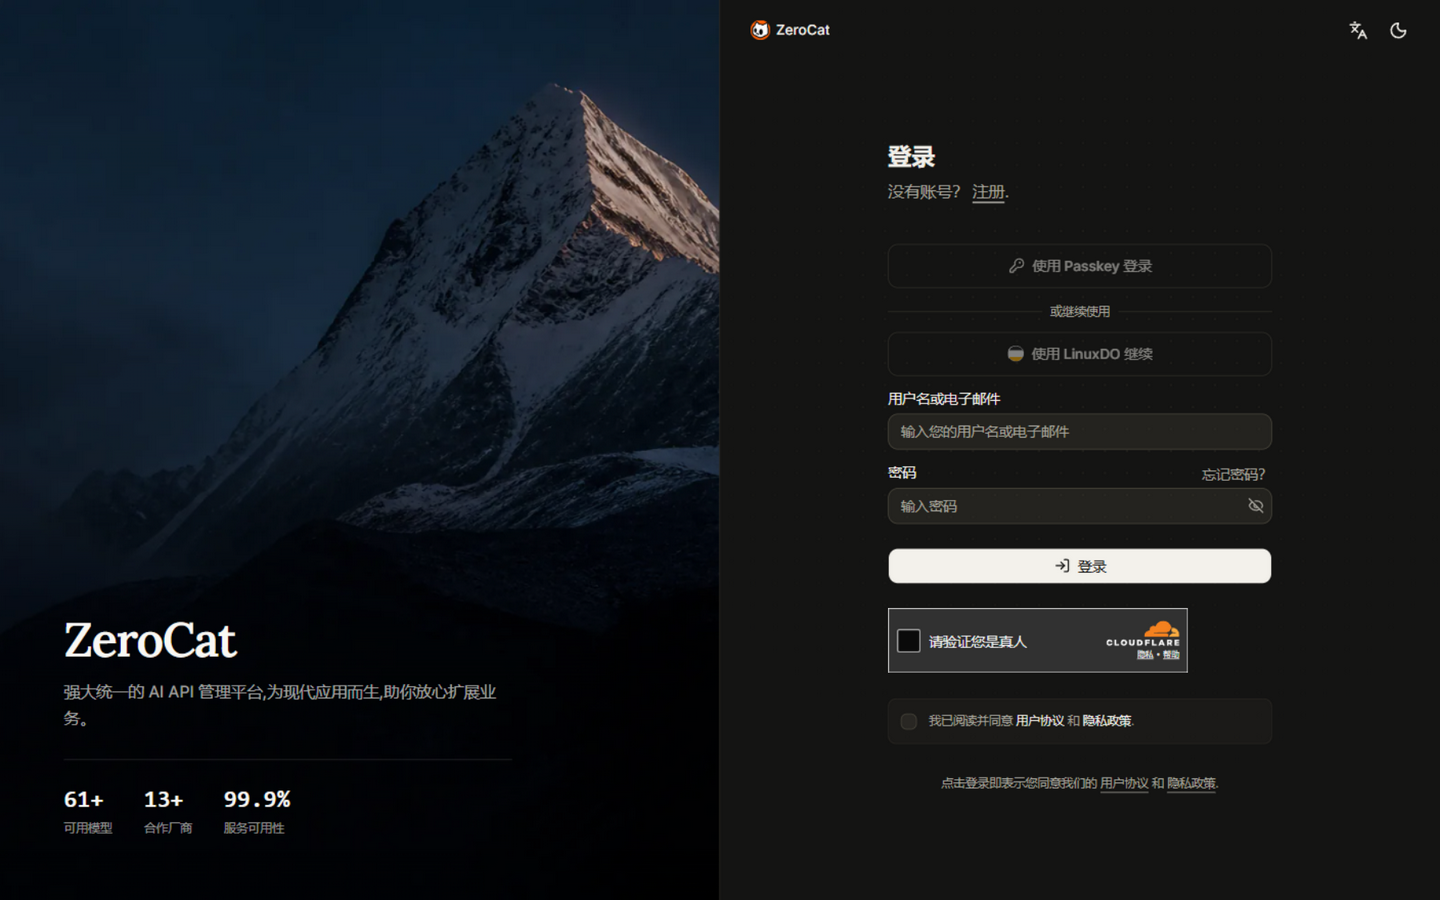 ZeroCat
强大统一的 AI API 管理平台,为现代应用而生,助你放心扩展业
务。
61+ 13+ 99.9%
可用模型 合作厂商 服务可用性
ZeroCat
登录
没有账号? 注册.
使用 Passkey 登录
或继续使用
使用 LinuxDO 继续
用户名或电子邮件
输入您的用户名或电子邮件
密码 忘记密码?
输入密码
登录
请验证您是真人
CLOUDFLARE
隐私 • 帮助
我已阅读并同意 用户协议 和 隐私政策.
点击登录即表示您同意我们的 用户协议 和 隐私政策.